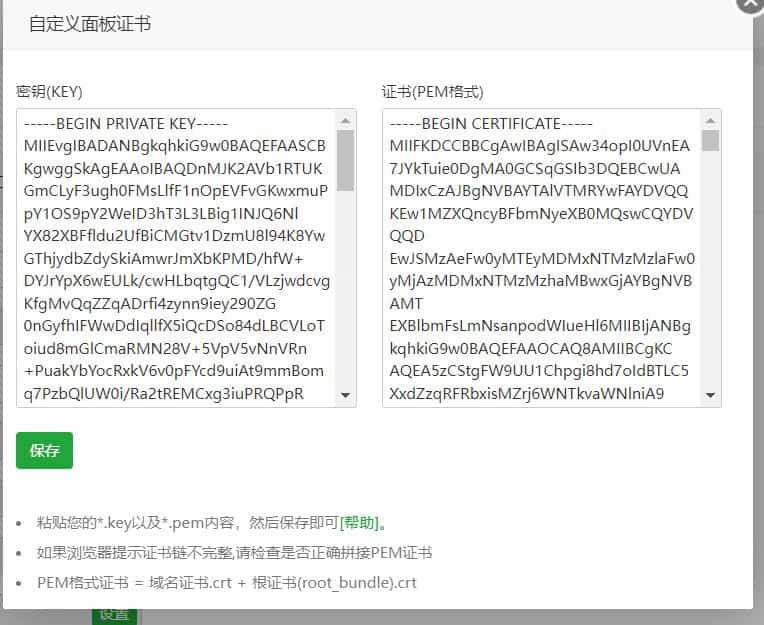 自定义面板证书
密钥(KEY)
-----BEGIN PRIVATE KEY-----
MIIEvgIBADANBgkqhkiG9w0BAQEFAASCB
KgwggSkAgEAAoIBAQDnMJK2AVb1RTUK
GmCLyF3ugh0FMsLlfF1nOpEVFvGKwxmuP
pY1OS9pY2WeID3hT3L3LBig1INJQ6Nl
YX82XBFfldu2UfBiCMGtv1DzmU8l94K8Yw
GThjydbZdySkiAmwrJmXbKPMD/hfW+
DYJrYpX6wEULk/cwHLbqtgQC1/VLzjwdcvg
KfgMvQqZZqADrfi4zynn9iey290ZG
0nGyfhIFWwDdIqllfX5iQcDSo84dLBCVLoT
oiud8mGlCmaRMN28V+5VpV5vNnVRn
+PuakYbYocRxkV6v0pFYcd9uiAt9mmBom
q7PzbQlUW0i/Ra2tREMCxg3iuPRQPpR
证书(PEM格式)
-----BEGIN CERTIFICATE-----
MIIFKDCCBBCgAwIBAgISAw34opI0UVnEA
7JYkTuie0DgMA0GCSqGSIb3DQEBCwUA
MDIxCzAJBgNVBAYTAlVTMRYwFAYDVQQ
KEw1MZXQncyBFbmNyeXB0MQswCQYDV
QQD
EwJSMzAeFw0yMTEyMDMxNTMzMzlaFw0
yMjAzMDMxNTMzMzhaMBwxGjAYBgNVB
AMT
EXBlbmFsLmNsanpodWIueHl6MIIBIjANBg
kqhkiG9w0BAQEFAAOCAQ8AMIIBCgKC
AQEA5zCStgFW9UU1Chpgi8hd7oIdBTLC5
XxdZzqRFRbxisMZrj6WNTkvaWNlniA9
保存
粘贴您的*.key以及*.pem内容，然后保存即可[帮助]。
如果浏览器提示证书链不完整,请检查是否正确拼接PEM证书
PEM格式证书 = 域名证书.crt + 根证书(root_bundle).crt
设置